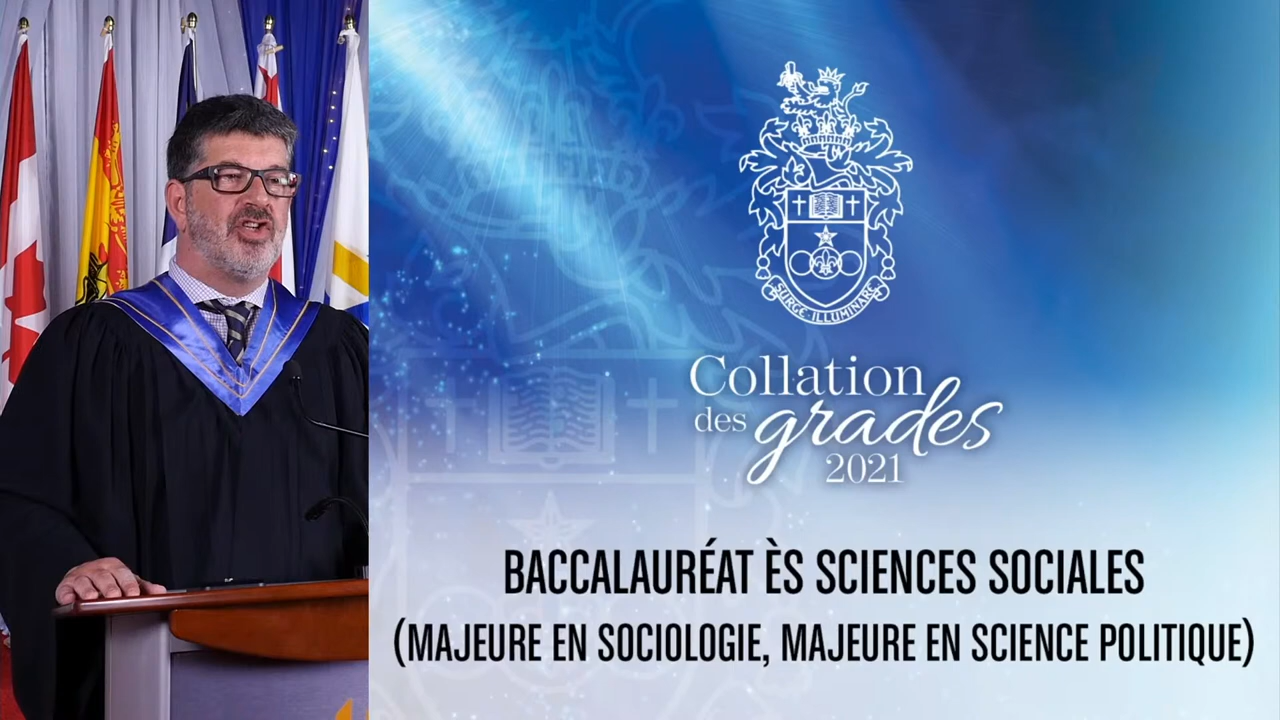 SURGE ILLUMINARE
Collation
des grades
2021
BACCALAURÉAT ÈS SCIENCES SOCIALES
(MAJEURE EN SOCIOLOGIE, MAJEURE EN SCIENCE POLITIQUE)